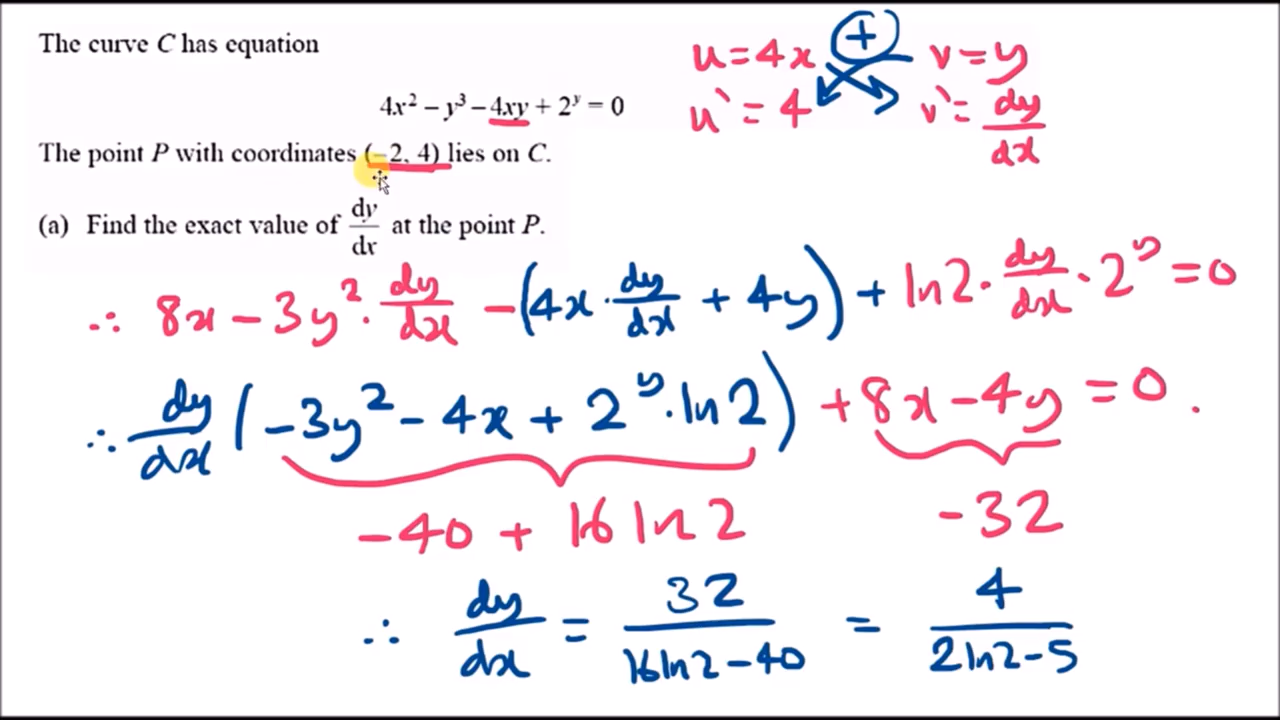 The curve C has equation
4x² – y³ – 4xy + 2ʸ = 0
The point P with coordinates (–2, 4) lies on C.
(a) Find the exact value of dy/dx at the point P.
u = 4x + v = y
u` = 4 v` = dy/dx
∴ 8x – 3y² · dy/dx – (4x · dy/dx + 4y) + ln2 · dy/dx · 2ʸ = 0
∴ dy/dx (–3y² – 4x + 2ʸ · ln2) + 8x – 4y = 0.
–40 + 16 ln 2 –32
∴ dy/dx = 32/(16ln2 – 40) = 4/(2ln2 – 5)